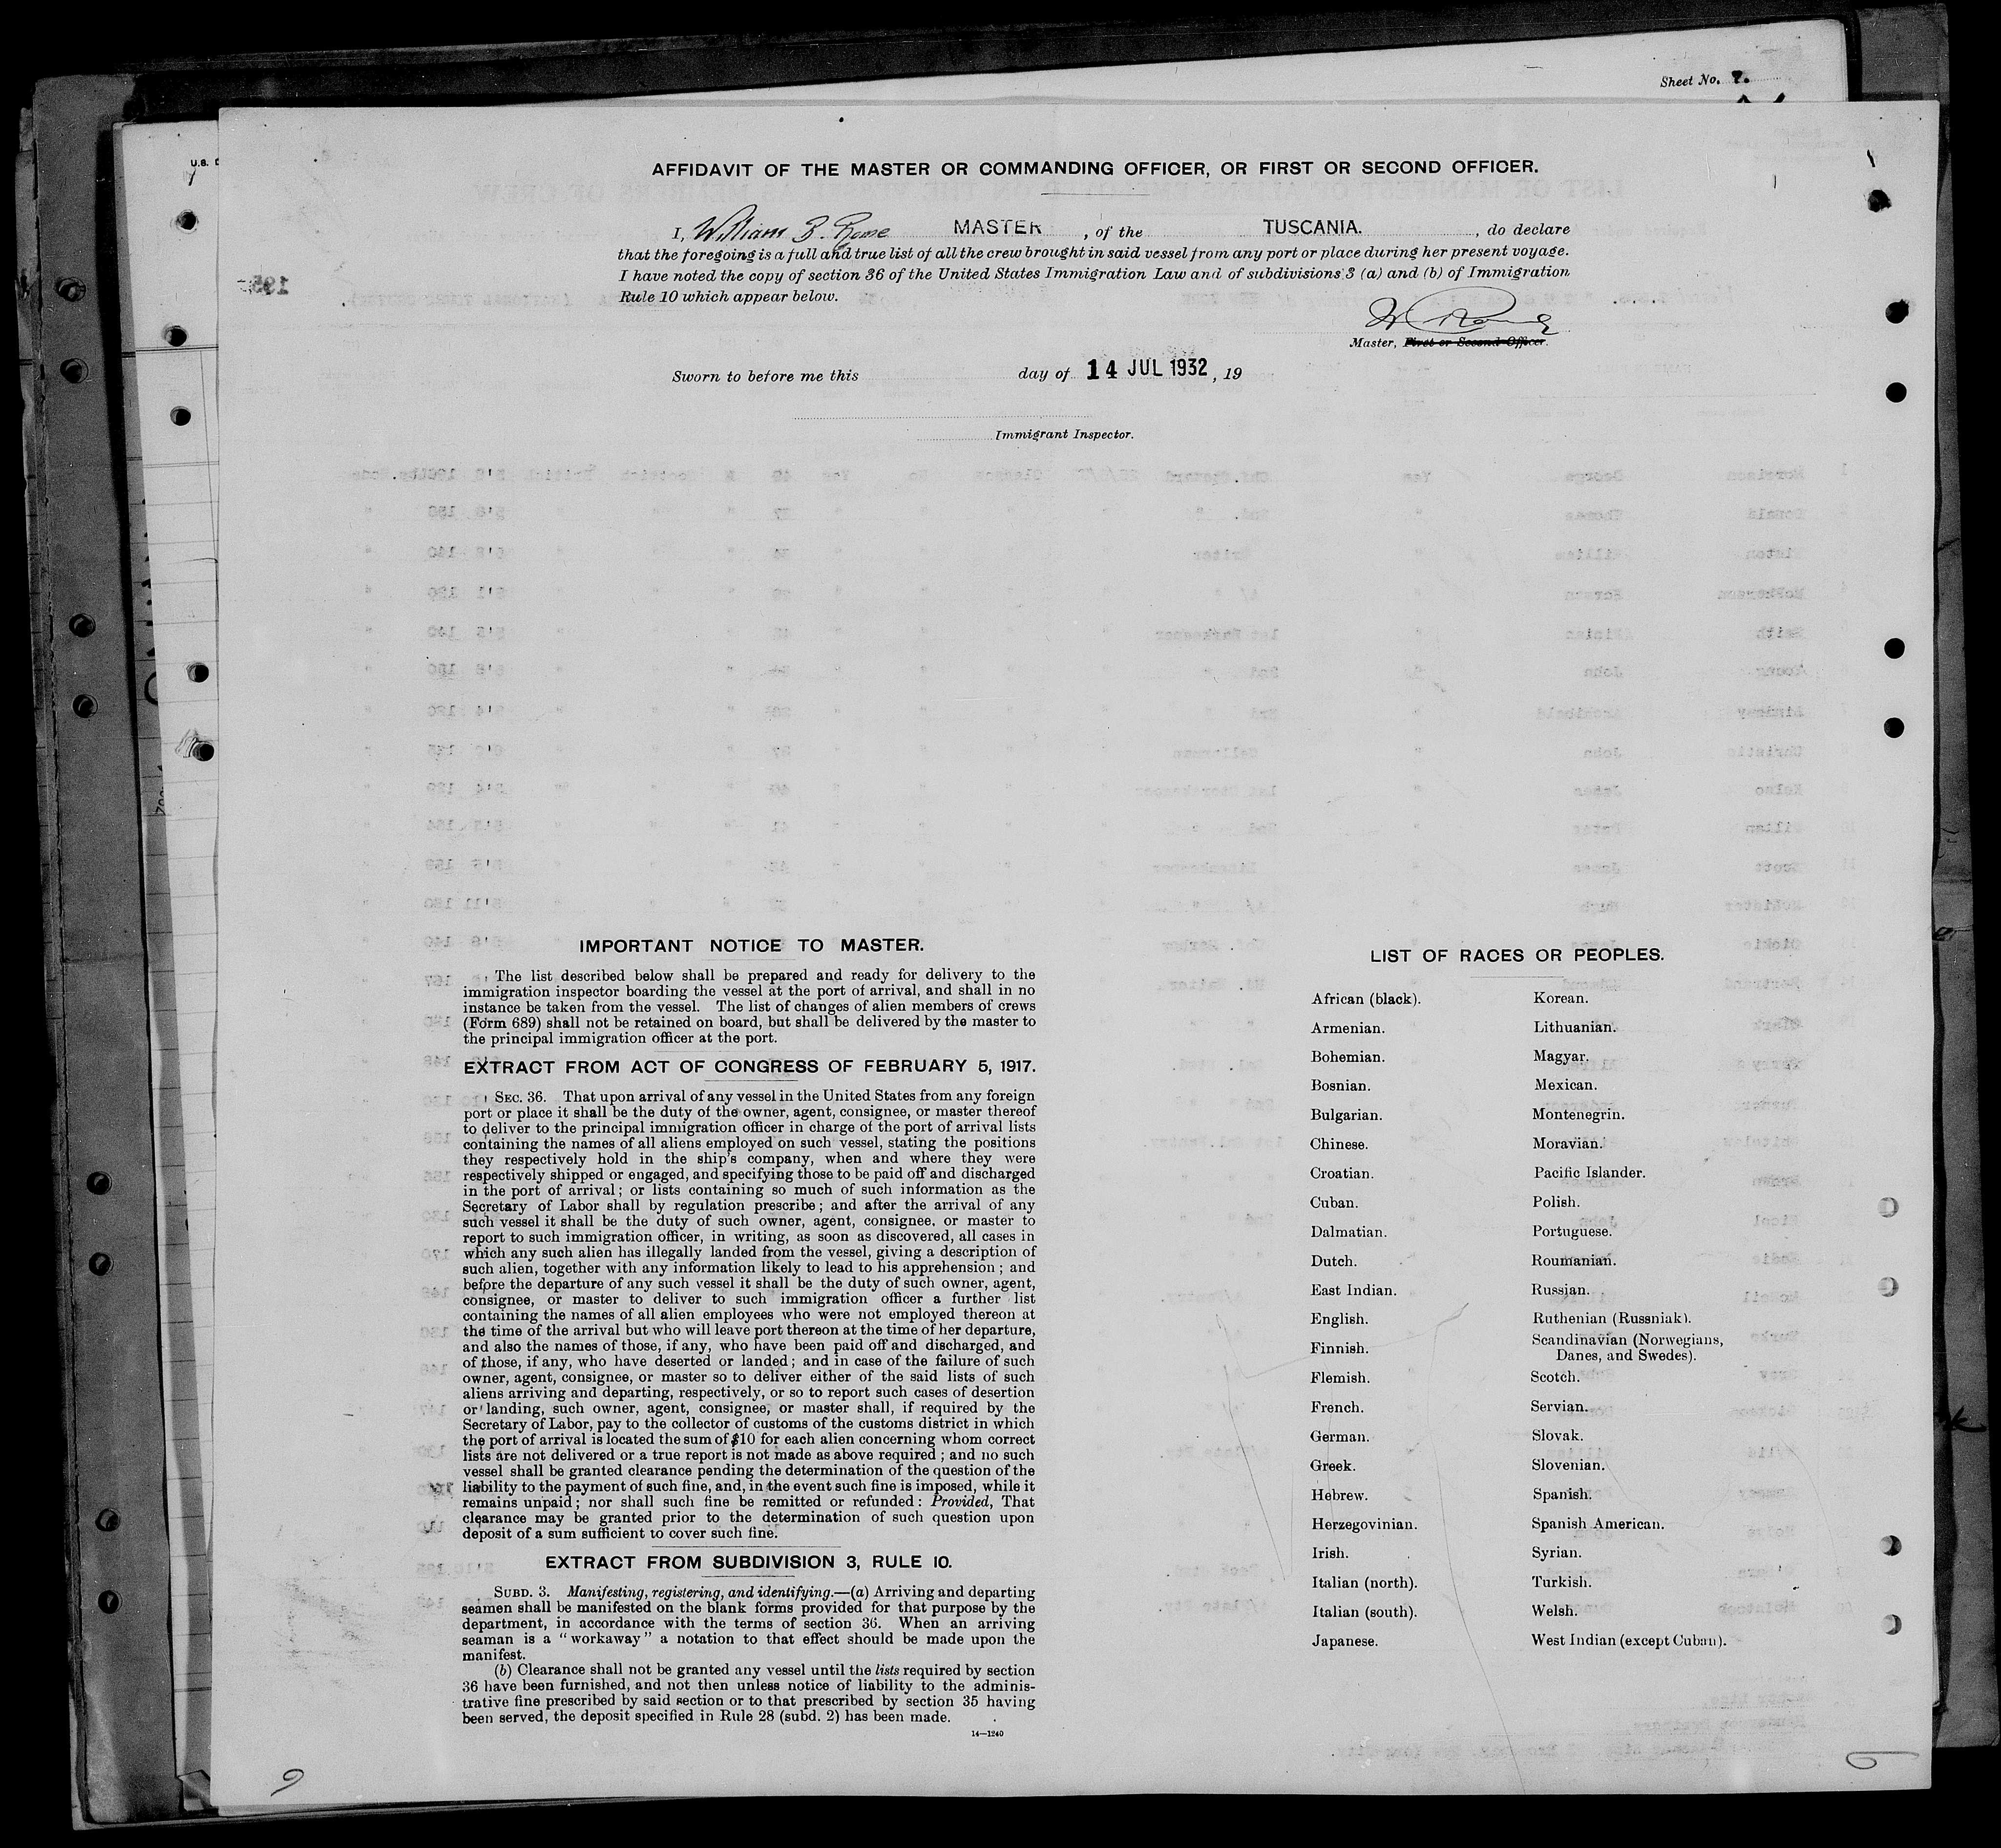 Sheet No. 7.
U.S.
AFFIDAVIT OF THE MASTER OR COMMANDING OFFICER, OR FIRST OR SECOND OFFICER.
I, William B. MASTER, of the TUSCANIA., do declare
that the foregoing is a full and true list of all the crew brought in said vessel from any port or place during her present voyage.
I have noted the copy of section 36 of the United States Immigration Law and of subdivisions 3 (a) and (b) of Immigration
Rule 10 which appear below.
Master, First or Second Officer.
Sworn to before me this day of 14 JUL 1932, 19
Immigrant Inspector.
IMPORTANT NOTICE TO MASTER.
The list described below shall be prepared and ready for delivery to the
immigration inspector boarding the vessel at the port of arrival, and shall in no
instance be taken from the vessel. The list of changes of alien members of crews
(Form 689) shall not be retained on board, but shall be delivered by the master to
the principal immigration officer at the port.
EXTRACT FROM ACT OF CONGRESS OF FEBRUARY 5, 1917.
SEC. 36. That upon arrival of any vessel in the United States from any foreign
port or place it shall be the duty of the owner, agent, consignee, or master thereof
to deliver to the principal immigration officer in charge of the port of arrival lists
containing the names of all aliens employed on such vessel, stating the positions
they respectively hold in the ship's company, when and where they were
respectively shipped or engaged, and specifying those to be paid off and discharged
in the port of arrival; or lists containing so much of such information as the
Secretary of Labor shall by regulation prescribe; and after the arrival of any
such vessel it shall be the duty of such owner, agent, consignee, or master to
report to such immigration officer, in writing, as soon as discovered, all cases in
which any such alien has illegally landed from the vessel, giving a description of
such alien, together with any information likely to lead to his apprehension; and
before the departure of any such vessel it shall be the duty of such owner, agent,
consignee, or master to deliver to such immigration officer a further list
containing the names of all alien employees who were not employed thereon at
the time of the arrival but who will leave port thereon at the time of her departure,
and also the names of those, if any, who have been paid off and discharged, and
of those, if any, who have deserted or landed; and in case of the failure of such
owner, agent, consignee, or master so to deliver either of the said lists of such
aliens arriving and departing, respectively, or so to report such cases of desertion
or landing, such owner, agent, consignee, or master shall, if required by the
Secretary of Labor, pay to the collector of customs of the customs district in which
the port of arrival is located the sum of $10 for each alien concerning whom correct
lists are not delivered or a true report is not made as above required; and no such
vessel shall be granted clearance pending the determination of the question of the
liability to the payment of such fine, and, in the event such fine is imposed, while it
remains unpaid; nor shall such fine be remitted or refunded: Provided, That
clearance may be granted prior to the determination of such question upon
deposit of a sum sufficient to cover such fine.
EXTRACT FROM SUBDIVISION 3, RULE 10.
SUBD. 3. Manifesting, registering, and identifying.—(a) Arriving and departing
seamen shall be manifested on the blank forms provided for that purpose by the
department, in accordance with the terms of section 36. When an arriving
seaman is a "workaway" a notation to that effect should be made upon the
manifest.
(b) Clearance shall not be granted any vessel until the lists required by section
36 have been furnished, and not then unless notice of liability to the adminis-
trative fine prescribed by said section or to that prescribed by section 35 having
been served, the deposit specified in Rule 28 (subd. 2) has been made.
14—1240
LIST OF RACES OR PEOPLES.
African (black).
Armenian.
Bohemian.
Bosnian.
Bulgarian.
Chinese.
Croatian.
Cuban.
Dalmatian.
Dutch.
East Indian.
English.
Finnish.
Flemish.
French.
German.
Greek.
Hebrew.
Herzegovinian.
Irish.
Italian (north).
Italian (south).
Japanese.
Korean.
Lithuanian.
Magyar.
Mexican.
Montenegrin.
Moravian.
Pacific Islander.
Polish.
Portuguese.
Roumanian.
Russian.
Ruthenian (Russniak).
Scandinavian (Norwegians,
Danes, and Swedes).
Scotch.
Servian.
Slovak.
Slovenian.
Spanish.
Spanish American.
Syrian.
Turkish.
Welsh.
West Indian (except Cuban).
9